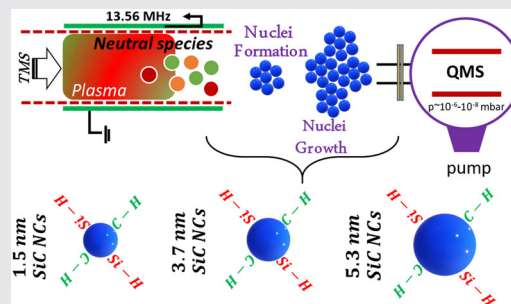 13.56 MHz
TMS
Neutral species
Plasma
Nuclei
Formation
Nuclei
Growth
QMS
p~10⁻⁶-10⁻⁸ mbar
pump
1.5 nm
SiC NCs
Si-H
C-H
C-H
Si-H
3.7 nm
SiC NCs
Si-H
C-H
C-H
Si-H
5.3 nm
SiC NCs
Si-H
C-H
C-H
Si-H